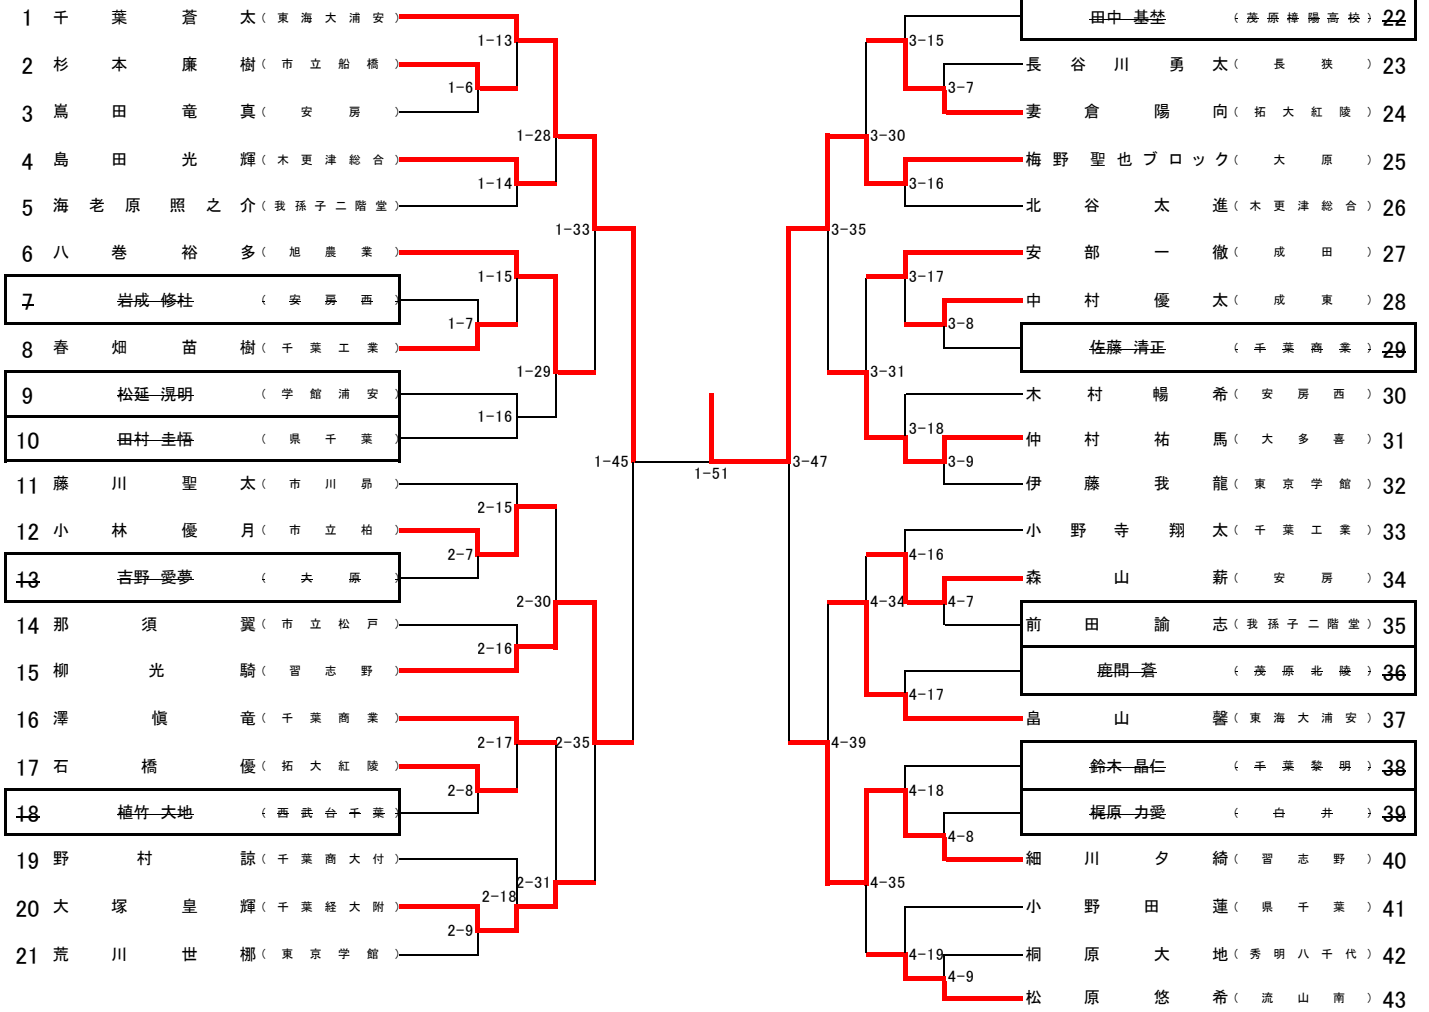 1 千葉蒼太（東海大浦安）
2 杉本廉樹（市立船橋）
3 嶌田竜真（安房）
4 島田光輝（木更津総合）
5 海老原照之介（我孫子二階堂）
6 八巻裕多（旭農業）
7 岩成 修杜（安房西）
8 春畑苗樹（千葉工業）
9 松延 滉明（学館浦安）
10 田村 圭悟（県千葉）
11 藤川聖太（市川昴）
12 小林優月（市立柏）
13 吉野 愛夢（大原）
14 那須翼（市立松戸）
15 柳光騎（習志野）
16 澤愼竜（千葉商業）
17 石橋優（拓大紅陵）
18 植竹 大地（西武台千葉）
19 野村諒（千葉商大付）
20 大塚皇輝（千葉経大附）
21 荒川世梛（東京学館）
1-13
1-6
1-28
1-14
1-33
1-15
1-7
1-29
1-16
1-45
2-15
2-7
2-30
2-16
2-17
2-35
2-8
2-31
2-18
2-9
1-51
3-47
3-15
3-7
3-30
3-16
3-35
3-17
3-8
3-31
3-18
3-9
4-16
4-34
4-7
4-17
4-39
4-18
4-8
4-35
4-19
4-9
田中 基埜（茂原樟陽高校）22
長谷川勇太（長狭）23
妻倉陽向（拓大紅陵）24
梅野聖也ブロック（大原）25
北谷太進（木更津総合）26
安部一徹（成田）27
中村優太（成東）28
佐藤 清正（千葉商業）29
木村暢希（安房西）30
仲村祐馬（大多喜）31
伊藤我龍（東京学館）32
小野寺翔太（千葉工業）33
森山薪（安房）34
前田諭志（我孫子二階堂）35
鹿間 蒼（茂原北陵）36
畠山馨（東海大浦安）37
鈴木 晶仁（千葉黎明）38
梶原 力愛（白井）39
細川夕綺（習志野）40
小野田蓮（県千葉）41
桐原大地（秀明八千代）42
松原悠希（流山南）43